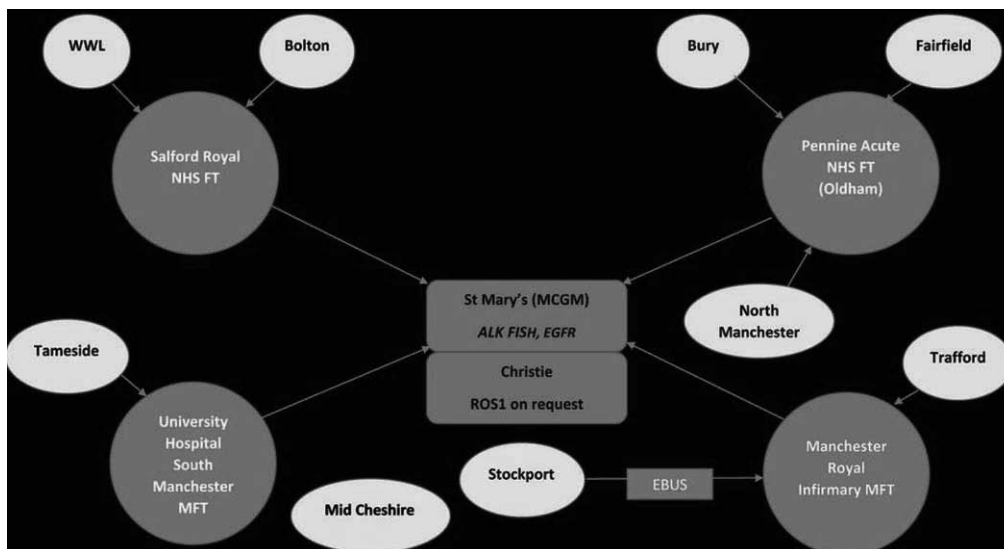 WWL
Bolton
Bury
Fairfield
Salford Royal
NHS FT
Pennine Acute
NHS FT
(Oldham)
St Mary's (MCGM)
ALK FISH, EGFR
North
Manchester
Tameside
Trafford
Christie
ROS1 on request
University
Hospital
South
Manchester
MFT
Manchester
Royal
Infirmary MFT
Stockport
EBUS
Mid Cheshire